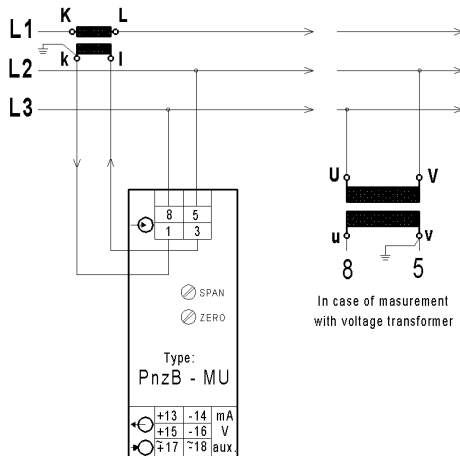 K L
L1
k l
L2
L3
U V
8 5
1 3
u v
8 5
SPAN
In case of masurement
with voltage transformer
ZERO
Type:
PnzB - MU
+13 -14 mA
+15 -16 V
~+17 ~-18 aux.